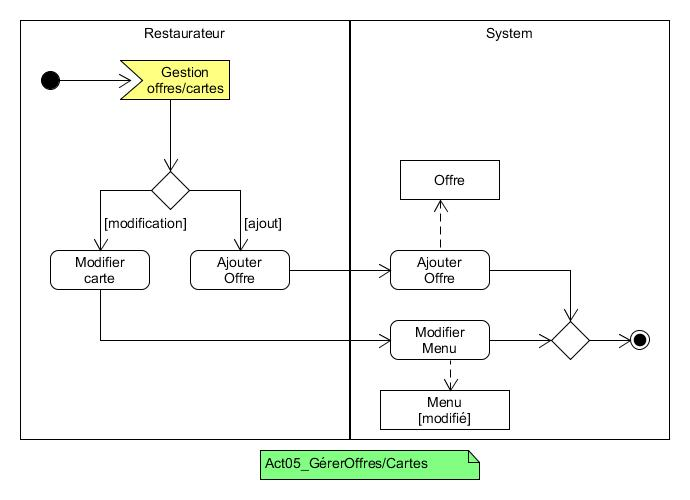 Restaurateur
System
Gestion
offres/cartes
Offre
[modification]
[ajout]
Modifier
carte
Ajouter
Offre
Ajouter
Offre
Modifier
Menu
Menu
[modifié]
Act05_GérerOffres/Cartes